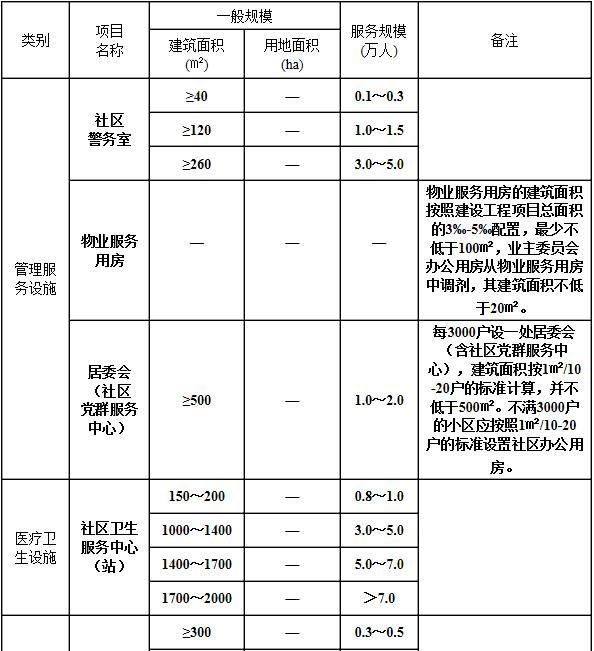 类别
项目
名称
一般规模
建筑面积
(㎡)
用地面积
(ha)
服务规模
(万人)
备注
管理服
务设施
社区
警务室
≥40
—
0.1～0.3
≥120
—
1.0～1.5
≥260
—
3.0～5.0
物业服务
用房
—
—
—
物业服务用房的建筑面积
按照建设工程项目总面积
的3‰-5‰配置，最少不
低于100㎡，业主委员会
办公用房从物业服务用房
中调剂，其建筑面积不低
于20㎡。
居委会
（社区
党群服务
中心）
≥500
—
1.0～2.0
每3000户设一处居委会
（含社区党群服务中
心），建筑面积按1㎡/10
-20户的标准计算，并不
低于500㎡。不满3000户
的小区应按照1㎡/10-20
户的标准设置社区办公用
房。
医疗卫
生设施
社区卫生
服务中心
（站）
150～200
—
0.8～1.0
1000～1400
—
3.0～5.0
1400～1700
—
5.0～7.0
1700～2000
—
＞7.0
≥300
—
0.3～0.5